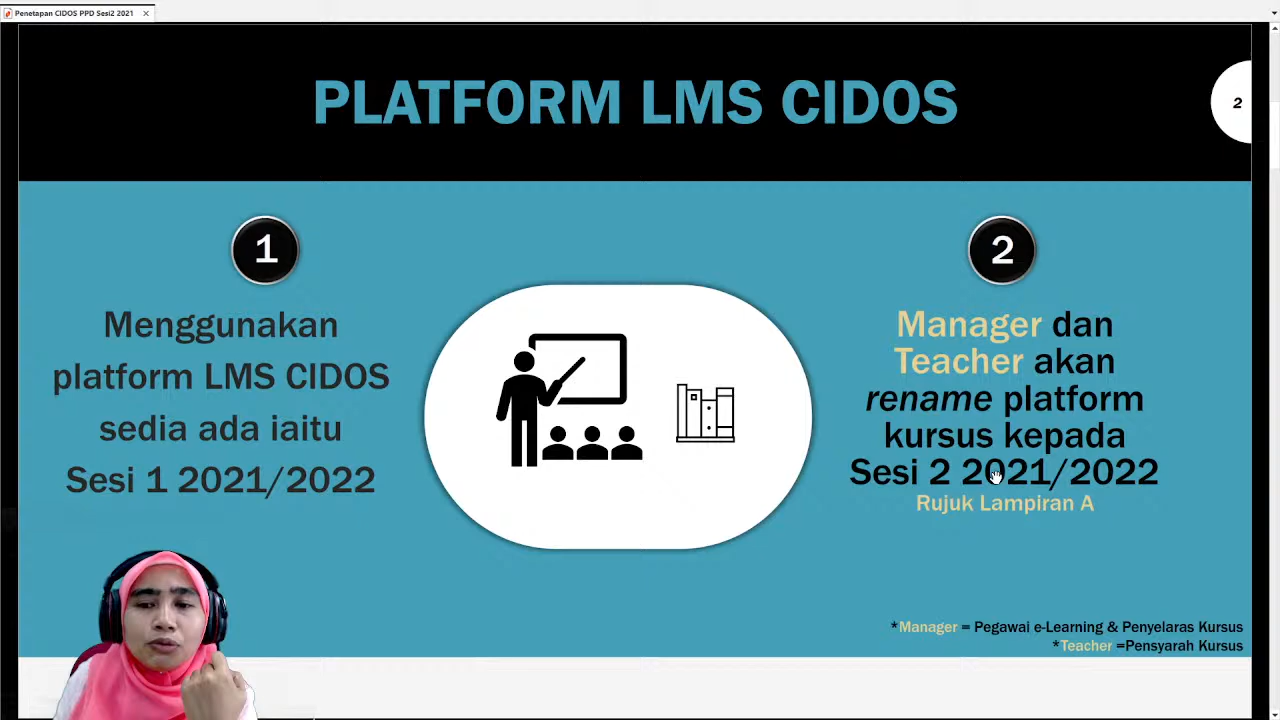 Penetapan CIDOS PPD Sesi2 2021
PLATFORM LMS CIDOS
2
1
Menggunakan
platform LMS CIDOS
sedia ada iaitu
Sesi 1 2021/2022
2
Manager dan
Teacher akan
rename platform
kursus kepada
Sesi 2 2021/2022
Rujuk Lampiran A
*Manager = Pegawai e-Learning & Penyelaras Kursus
*Teacher =Pensyarah Kursus